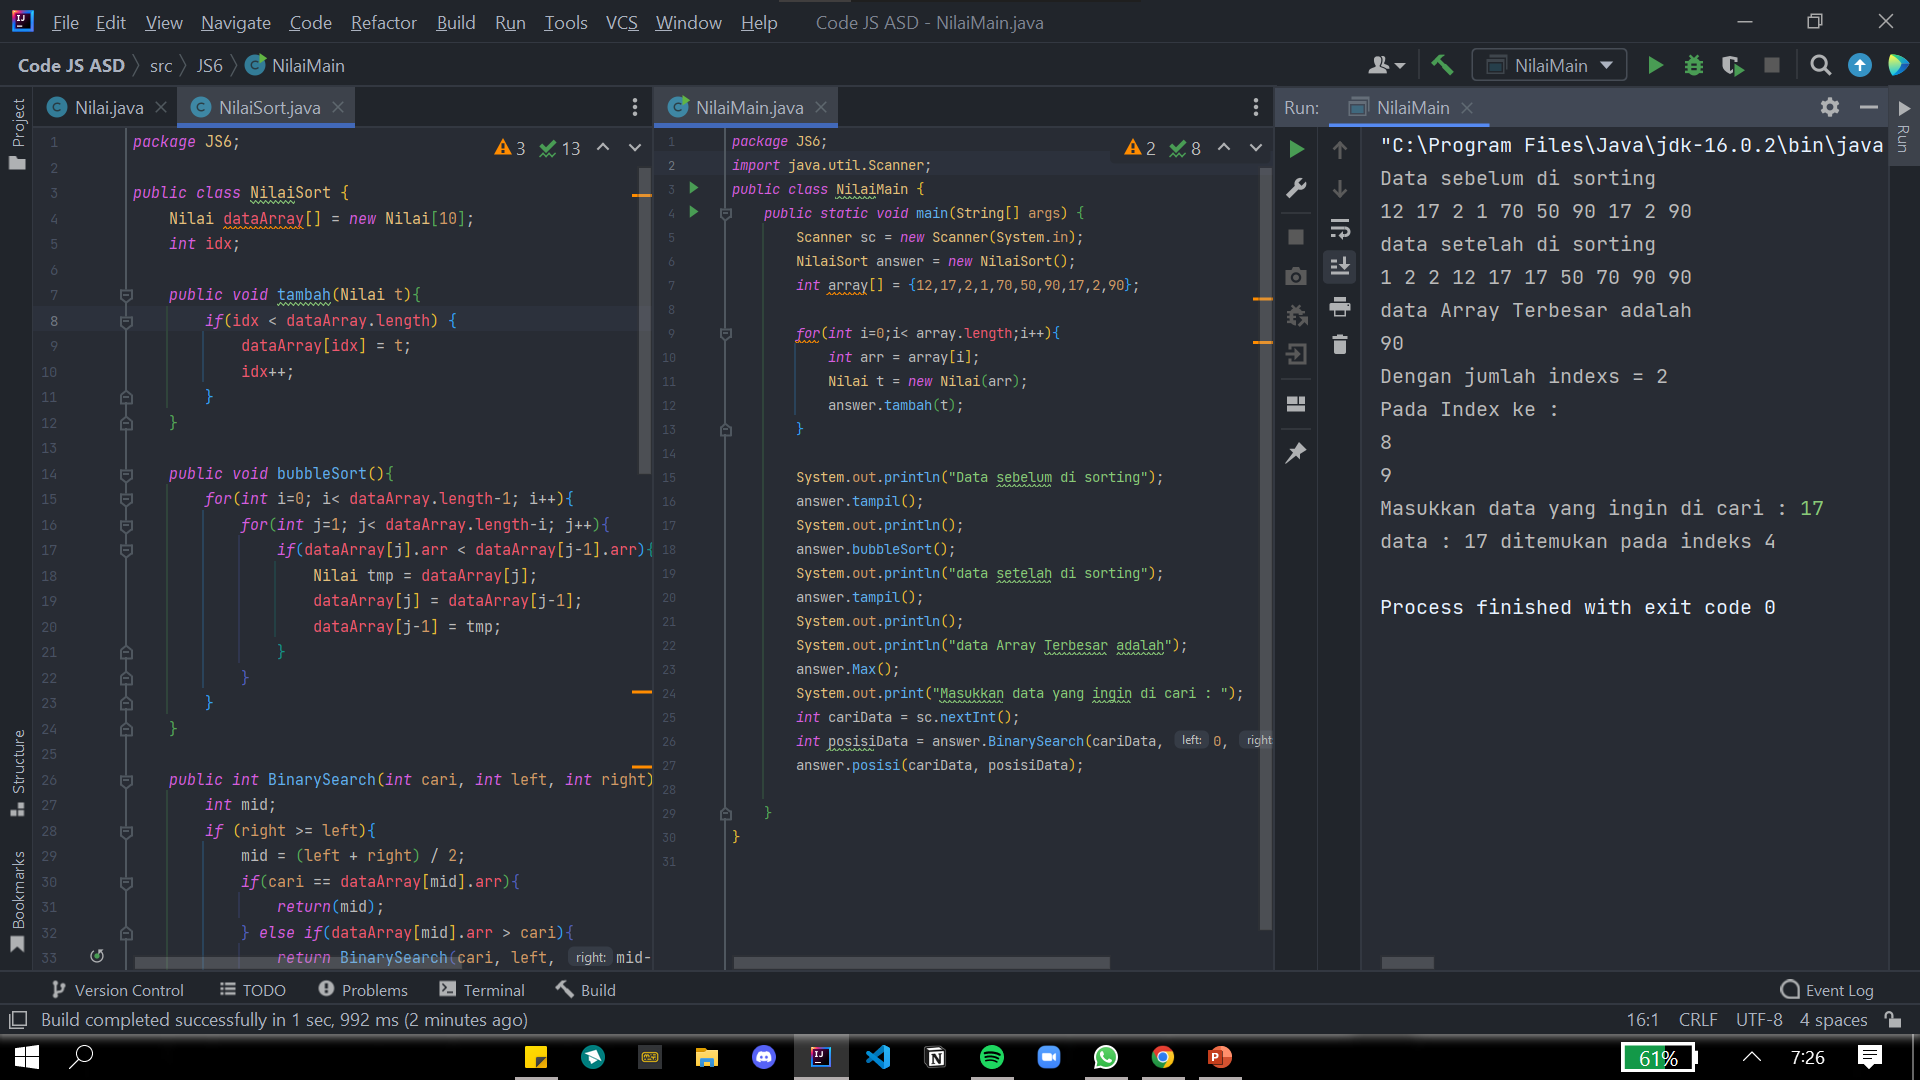 File Edit View Navigate Code Refactor Build Run Tools VCS Window Help Code JS ASD - NilaiMain.java
Code JS ASD src JS6 NilaiMain
NilaiMain
Project
Nilai.java NilaiSort.java
3 13
1 package JS6;
2
3 public class NilaiSort {
4 Nilai dataArray[] = new Nilai[10];
5 int idx;
6
7 public void tambah(Nilai t){
8 if(idx < dataArray.length) {
9 dataArray[idx] = t;
10 idx++;
11 }
12 }
13
14 public void bubbleSort(){
15 for(int i=0; i< dataArray.length-1; i++){
16 for(int j=1; j< dataArray.length-i; j++){
17 if(dataArray[j].arr < dataArray[j-1].arr){
18 Nilai tmp = dataArray[j];
19 dataArray[j] = dataArray[j-1];
20 dataArray[j-1] = tmp;
21 }
22 }
23 }
24 }
25
26 public int BinarySearch(int cari, int left, int right)
27 int mid;
28 if (right >= left){
29 mid = (left + right) / 2;
30 if(cari == dataArray[mid].arr){
31 return(mid);
32 } else if(dataArray[mid].arr > cari){
33 return BinarySearch(cari, left, right: mid-
NilaiMain.java
2 8
1 package JS6;
2 import java.util.Scanner;
3 public class NilaiMain {
4 public static void main(String[] args) {
5 Scanner sc = new Scanner(System.in);
6 NilaiSort answer = new NilaiSort();
7 int array[] = {12,17,2,1,70,50,90,17,2,90};
8
9 for(int i=0;i< array.length;i++){
10 int arr = array[i];
11 Nilai t = new Nilai(arr);
12 answer.tambah(t);
13 }
14
15 System.out.println("Data sebelum di sorting");
16 answer.tampil();
17 System.out.println();
18 answer.bubbleSort();
19 System.out.println("data setelah di sorting");
20 answer.tampil();
21 System.out.println();
22 System.out.println("data Array Terbesar adalah");
23 answer.Max();
24 System.out.print("Masukkan data yang ingin di cari : ");
25 int cariData = sc.nextInt();
26 int posisiData = answer.BinarySearch(cariData, left: 0, right
27 answer.posisi(cariData, posisiData);
28
29 }
30 }
31
Run: NilaiMain
Run
"C:\Program Files\Java\jdk-16.0.2\bin\java
Data sebelum di sorting
12 17 2 1 70 50 90 17 2 90
data setelah di sorting
1 2 2 12 17 17 50 70 90 90
data Array Terbesar adalah
90
Dengan jumlah indexs = 2
Pada Index ke :
8
9
Masukkan data yang ingin di cari : 17
data : 17 ditemukan pada indeks 4
Process finished with exit code 0
Structure
Bookmarks
Version Control TODO Problems Terminal Build Event Log
Build completed successfully in 1 sec, 992 ms (2 minutes ago) 16:1 CRLF UTF-8 4 spaces
61% 7:26